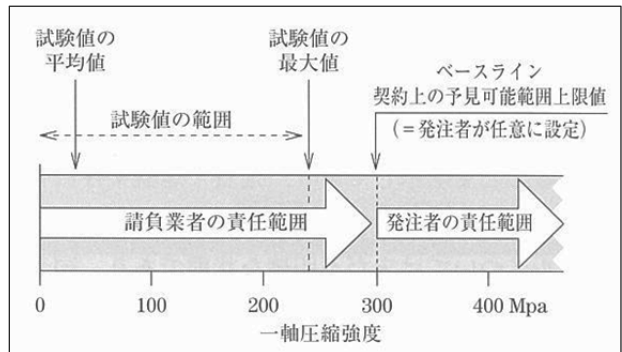 試験値の
平均値
試験値の
最大値
ベースライン
契約上の予見可能範囲上限値
(=発注者が任意に設定)
試験値の範囲
請負業者の責任範囲
発注者の責任範囲
0
100
200
300
400 Mpa
一軸圧縮強度